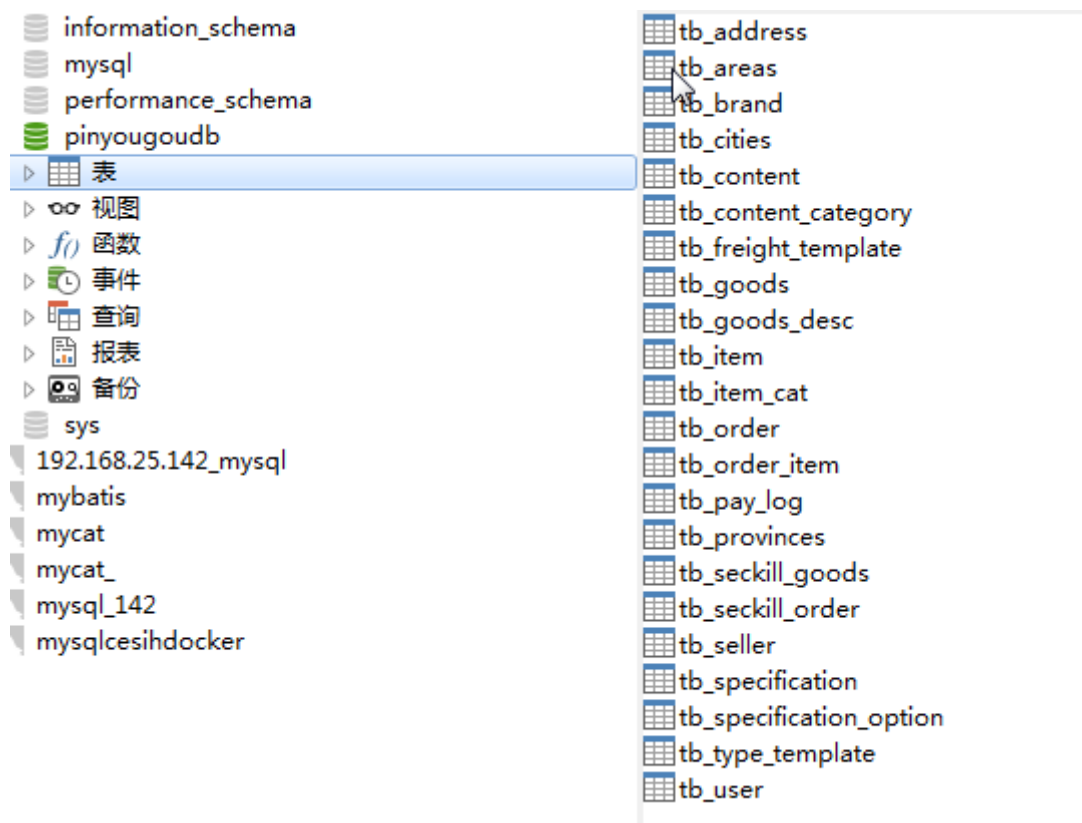 information_schema
mysql
performance_schema
pinyougoudb
表
视图
f() 函数
事件
查询
报表
备份
sys
192.168.25.142_mysql
mybatis
mycat
mycat_
mysql_142
mysqlcesihdocker
tb_address
tb_areas
tb_brand
tb_cities
tb_content
tb_content_category
tb_freight_template
tb_goods
tb_goods_desc
tb_item
tb_item_cat
tb_order
tb_order_item
tb_pay_log
tb_provinces
tb_seckill_goods
tb_seckill_order
tb_seller
tb_specification
tb_specification_option
tb_type_template
tb_user